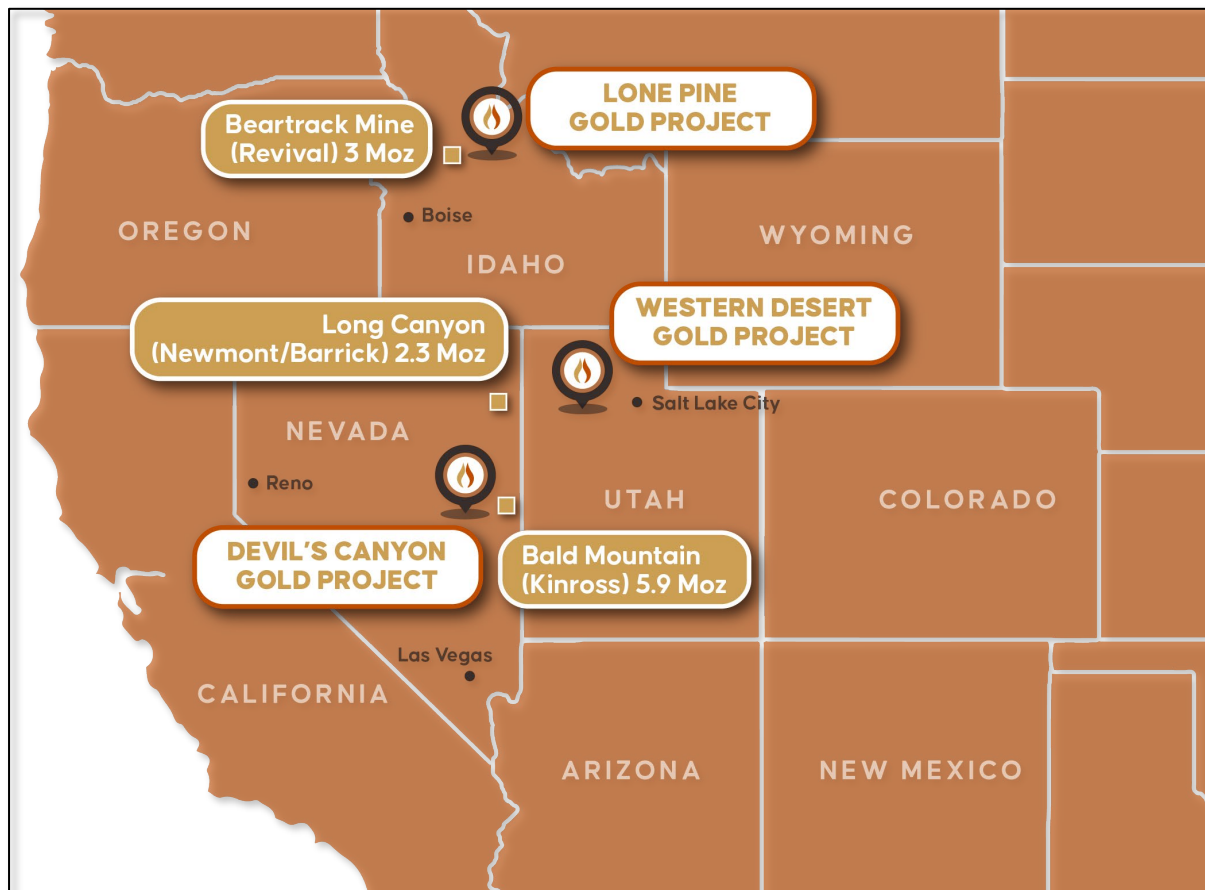 LONE PINE
GOLD PROJECT
Beartrack Mine
(Revival) 3 Moz
Boise
OREGON
IDAHO
WYOMING
WESTERN DESERT
GOLD PROJECT
Long Canyon
(Newmont/Barrick) 2.3 Moz
Salt Lake City
NEVADA
Reno
UTAH
COLORADO
DEVIL'S CANYON
GOLD PROJECT
Bald Mountain
(Kinross) 5.9 Moz
Las Vegas
CALIFORNIA
ARIZONA
NEW MEXICO